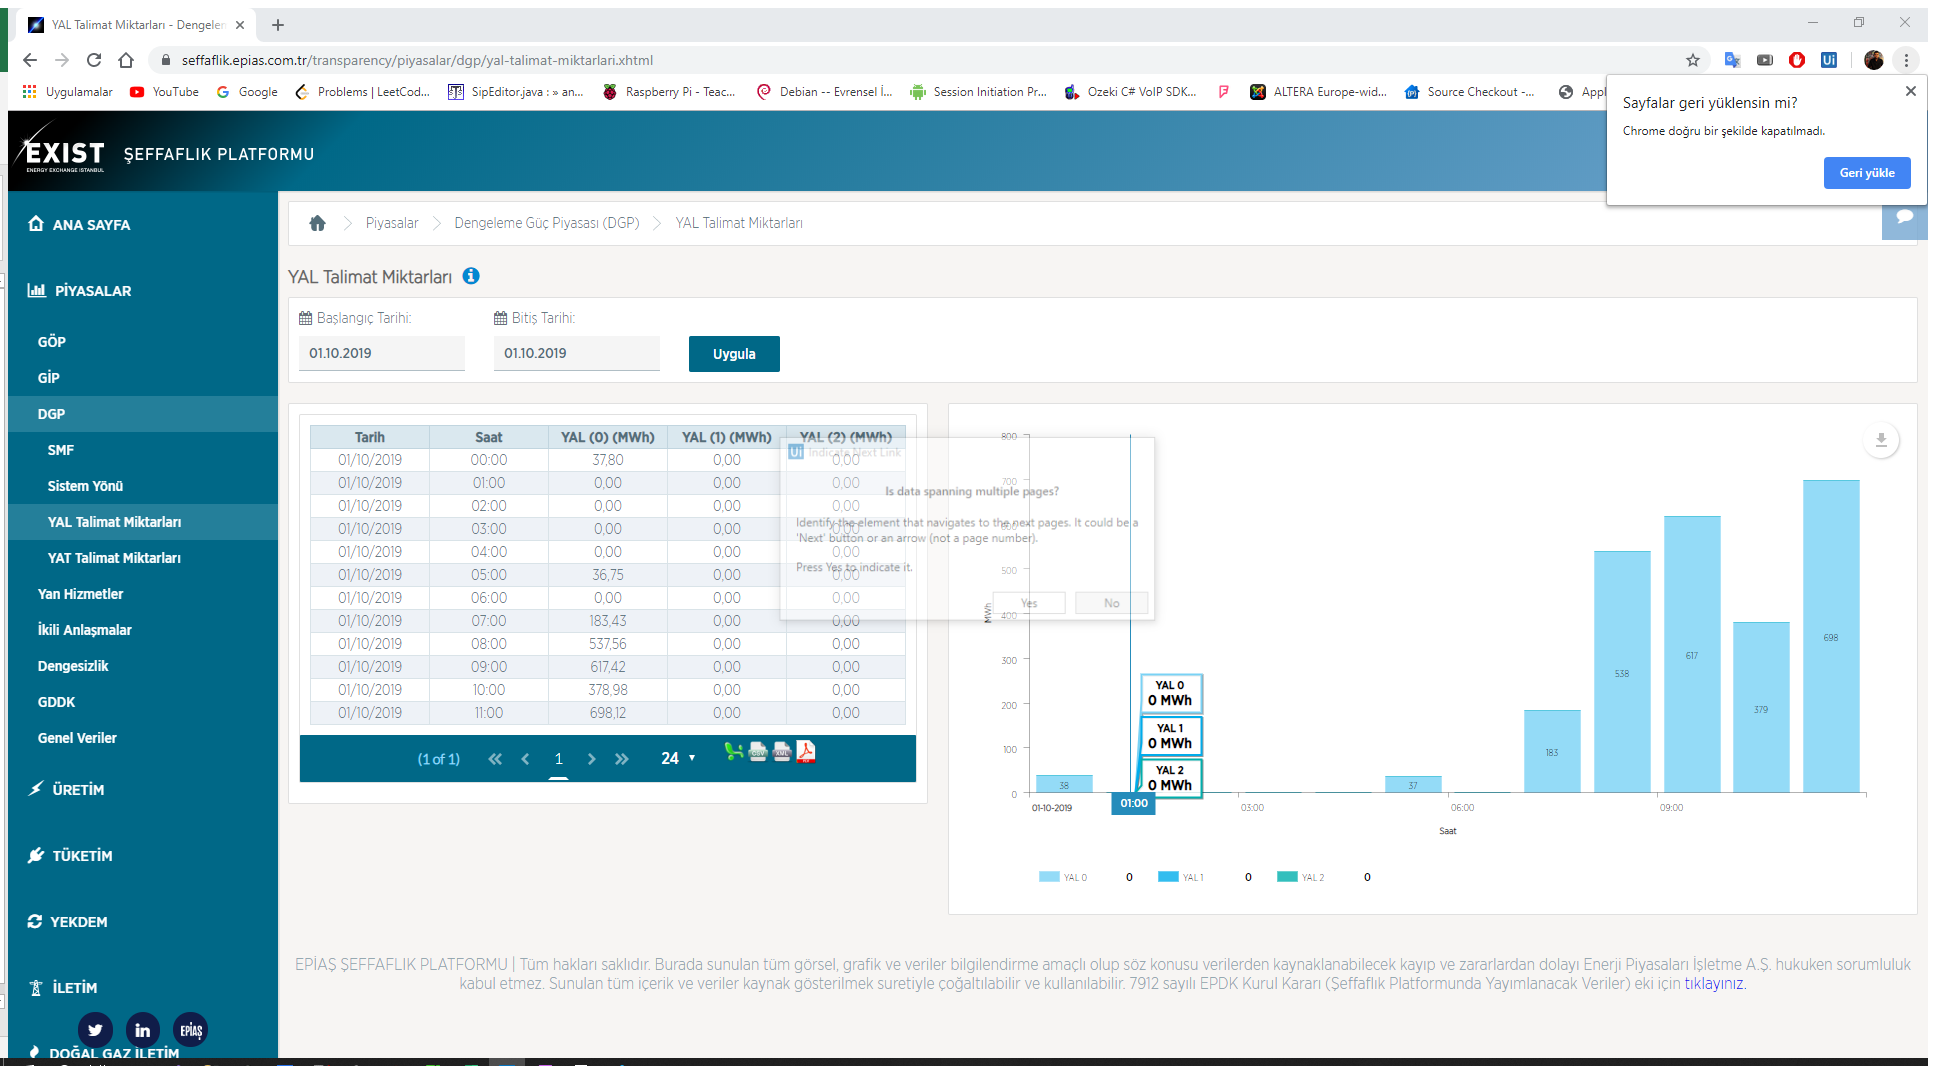 YAL Talimat Miktarları - Dengelen
seffaflik.epias.com.tr/transparency/piyasalar/dgp/yal-talimat-miktarlari.xhtml
Uygulamalar YouTube Google Problems | LeetCod... SipEditor.java : » an... Raspberry Pi - Teac... Debian -- Evrensel İ... Session Initiation Pr... Ozeki C# VoIP SDK... ALTERA Europe-wid... Source Checkout -... Appl
Sayfalar geri yüklensin mi?
Chrome doğru bir şekilde kapatılmadı.
Geri yükle
EXIST ŞEFFAFLIK PLATFORMU
ENERGY EXCHANGE ISTANBUL
ANA SAYFA
PİYASALAR
GÖP
GİP
DGP
SMF
Sistem Yönü
YAL Talimat Miktarları
YAT Talimat Miktarları
Yan Hizmetler
İkili Anlaşmalar
Dengesizlik
GDDK
Genel Veriler
ÜRETİM
TÜKETİM
YEKDEM
İLETİM
EPİAŞ
DOĞAL GAZ İLETİM
Piyasalar Dengeleme Güç Piyasası (DGP) YAL Talimat Miktarları
YAL Talimat Miktarları
Başlangıç Tarihi: Bitiş Tarihi:
01.10.2019 01.10.2019 Uygula
Tarih Saat YAL (0) (MWh) YAL (1) (MWh) YAL (2) (MWh)
01/10/2019 00:00 37,80 0,00 0,00
01/10/2019 01:00 0,00 0,00 0,00
01/10/2019 02:00 0,00 0,00 0,00
01/10/2019 03:00 0,00 0,00 0,00
01/10/2019 04:00 0,00 0,00 0,00
01/10/2019 05:00 36,75 0,00 0,00
01/10/2019 06:00 0,00 0,00 0,00
01/10/2019 07:00 183,43 0,00 0,00
01/10/2019 08:00 537,56 0,00 0,00
01/10/2019 09:00 617,42 0,00 0,00
01/10/2019 10:00 378,98 0,00 0,00
01/10/2019 11:00 698,12 0,00 0,00
(1 of 1) 1 24
Ui Indicate Next Link
Is data spanning multiple pages?
Identify the element that navigates to the next pages. It could be a
'Next' button or an arrow (not a page number).
Press Yes to indicate it.
Yes No
800
700
600
500
400
300
200
100
0
MWh
38 37 183 538 617 379 698
YAL 0
0 MWh
YAL 1
0 MWh
YAL 2
0 MWh
01-10-2019 01:00 03:00 06:00 09:00
Saat
YAL 0 0 YAL 1 0 YAL 2 0
EPİAŞ ŞEFFAFLIK PLATFORMU | Tüm hakları saklıdır. Burada sunulan tüm görsel, grafik ve veriler bilgilendirme amaçlı olup söz konusu verilerden kaynaklanabilecek kayıp ve zararlardan dolayı Enerji Piyasaları İşletme A.Ş. hukuken sorumluluk
kabul etmez. Sunulan tüm içerik ve veriler kaynak gösterilmek suretiyle çoğaltılabilir ve kullanılabilir. 7912 sayılı EPDK Kurul Kararı (Şeffaflık Platformunda Yayımlanacak Veriler) eki için tıklayınız.